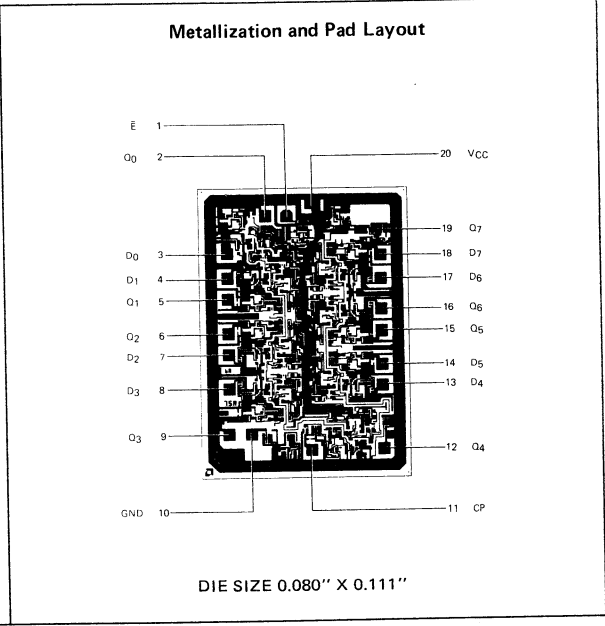 Metallization and Pad Layout
Ē 1
Q0 2
20 VCC
19 Q7
D0 3
18 D7
D1 4
17 D6
Q1 5
16 Q6
15 Q5
Q2 6
D2 7
14 D5
D3 8
13 D4
Q3 9
12 Q4
GND 10
11 CP
DIE SIZE 0.080" X 0.111"